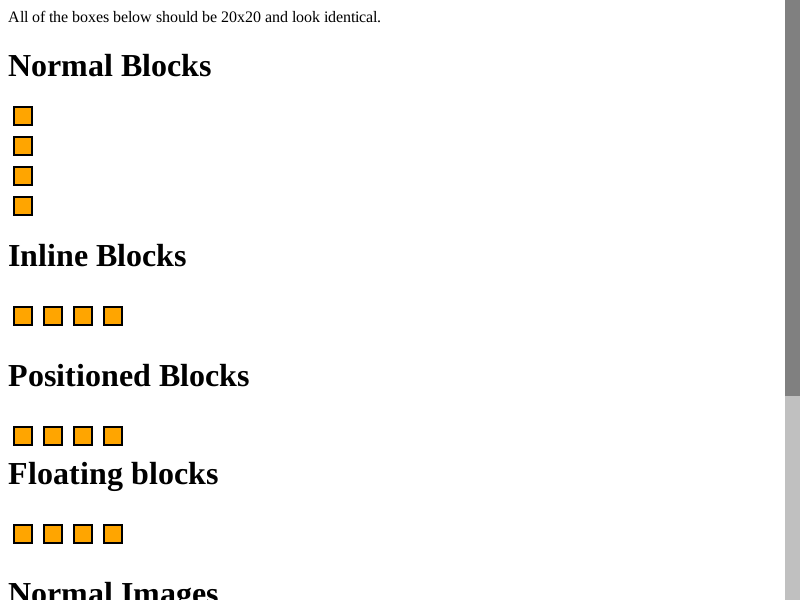 All of the boxes below should be 20x20 and look identical.
Normal Blocks
Inline Blocks
Positioned Blocks
Floating blocks
Normal Images